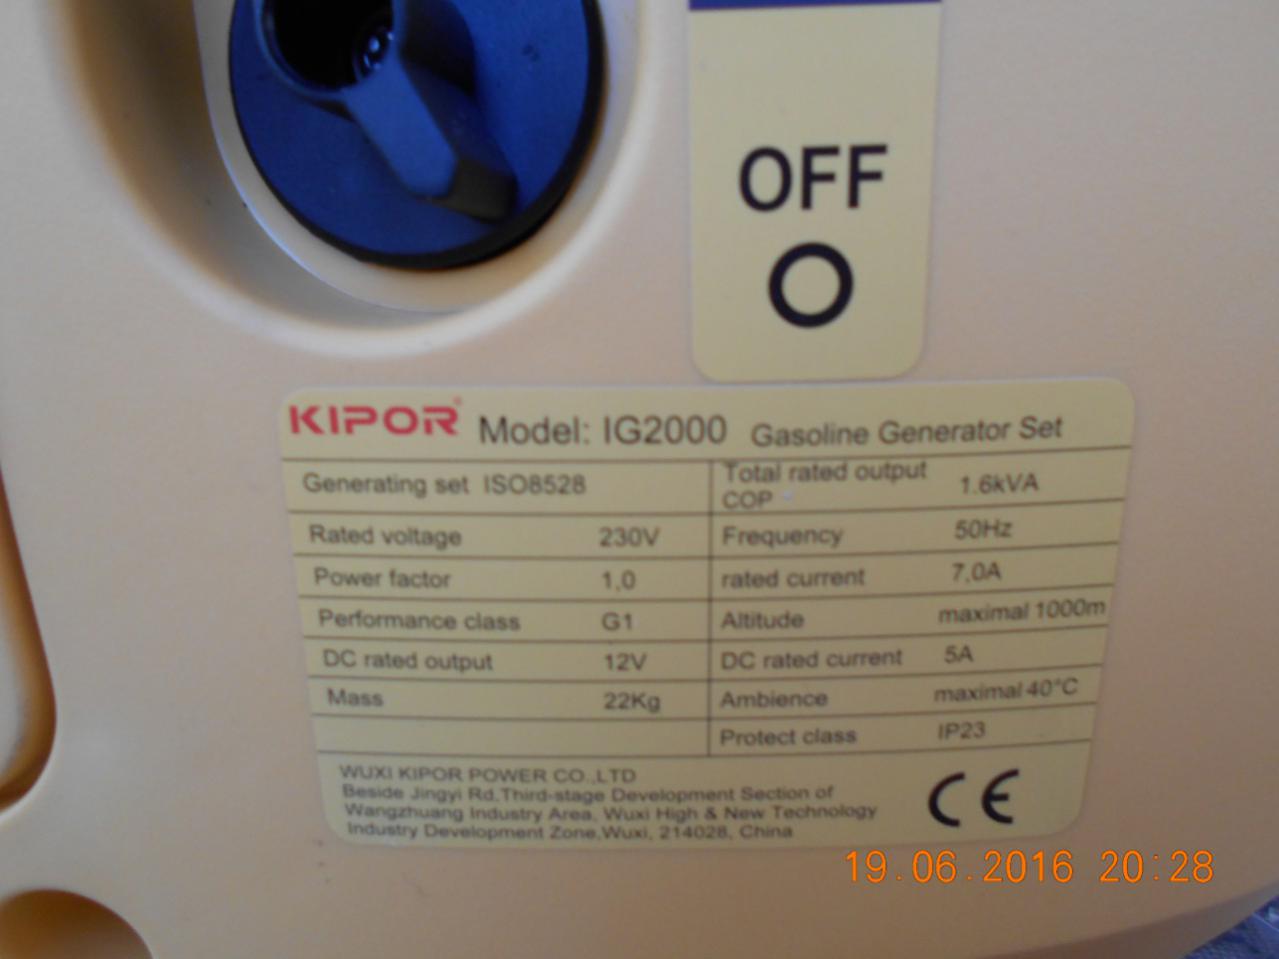 OFF
KIPOR® Model: IG2000 Gasoline Generator Set
Generating set ISO8528 Total rated output COP 1.6kVA
Rated voltage 230V Frequency 50Hz
Power factor 1,0 rated current 7,0A
Performance class G1 Altitude maximal 1000m
DC rated output 12V DC rated current 5A
Mass 22Kg Ambience maximal 40°C
Protect class IP23
WUXI KIPOR POWER CO.,LTD
Beside Jingyi Rd,Third-stage Development Section of
Wangzhuang Industry Area, Wuxi High & New Technology
Industry Development Zone,Wuxi, 214028, China
CE
19.06.2016 20:28